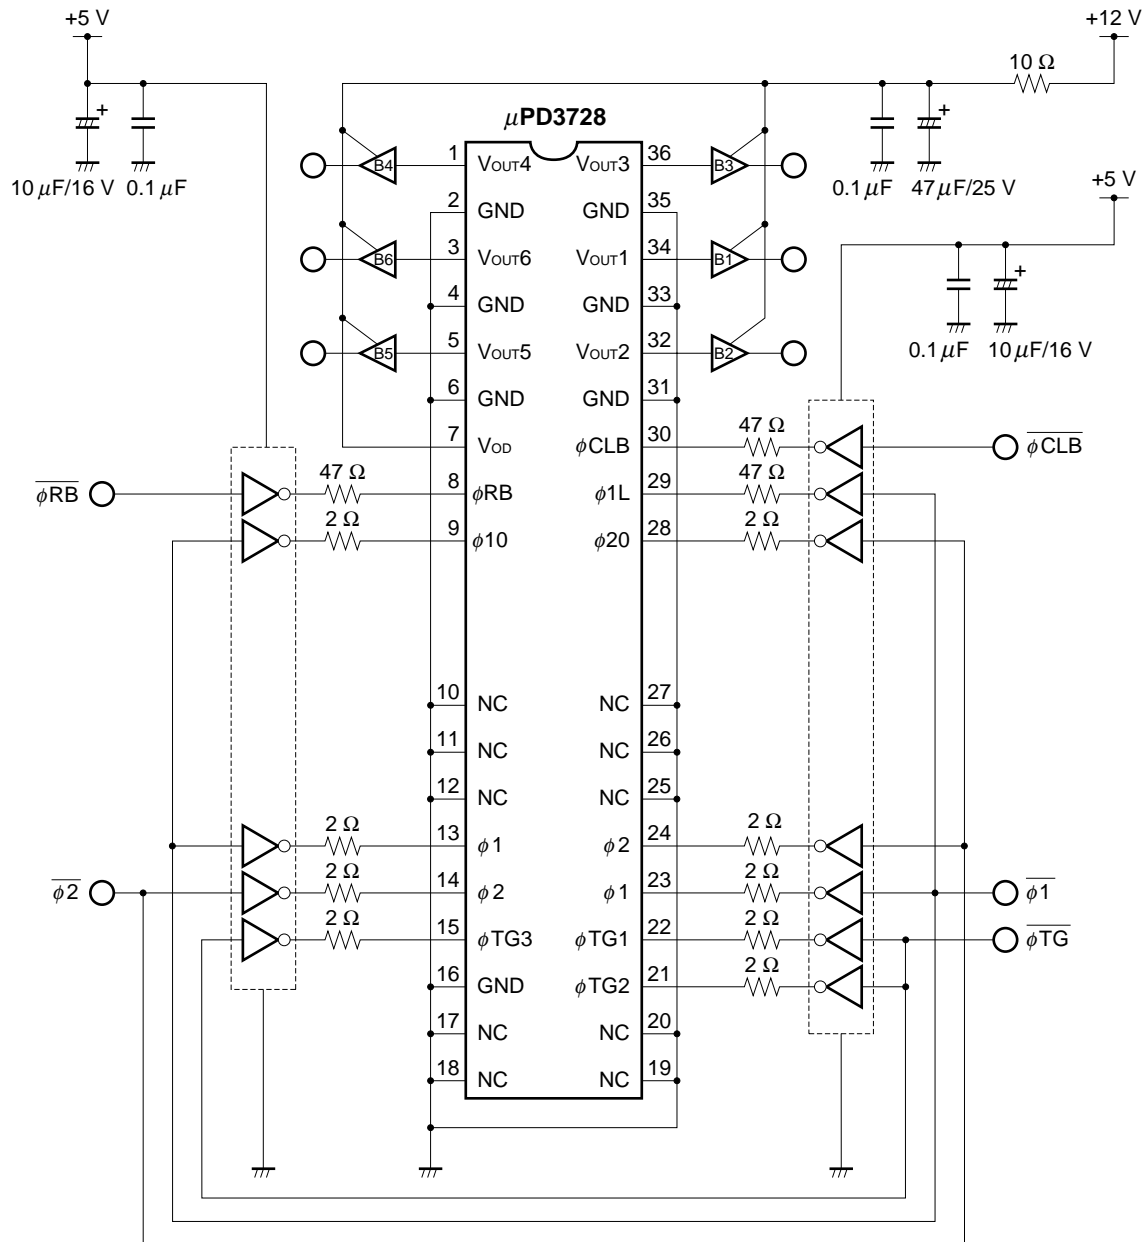 +5 V
+12 V
10 Ω
μPD3728
+
+
10 μF/16 V 0.1 μF
0.1 μF 47 μF/25 V
+5 V
+
0.1 μF 10 μF/16 V
B4 1 VOUT4 VOUT3 36 B3
2 GND GND 35
B6 3 VOUT6 VOUT1 34 B1
4 GND GND 33
B5 5 VOUT5 VOUT2 32 B2
6 GND GND 31
7 VOD φCLB 30 47 Ω φCLB
φRB 47 Ω 8 φRB φ1L 29 47 Ω
2 Ω 9 φ10 φ20 28 2 Ω
10 NC NC 27
11 NC NC 26
12 NC NC 25
2 Ω 13 φ1 φ2 24 2 Ω
φ2 2 Ω 14 φ2 φ1 23 2 Ω φ1
2 Ω 15 φTG3 φTG1 22 2 Ω φTG
16 GND φTG2 21 2 Ω
17 NC NC 20
18 NC NC 19